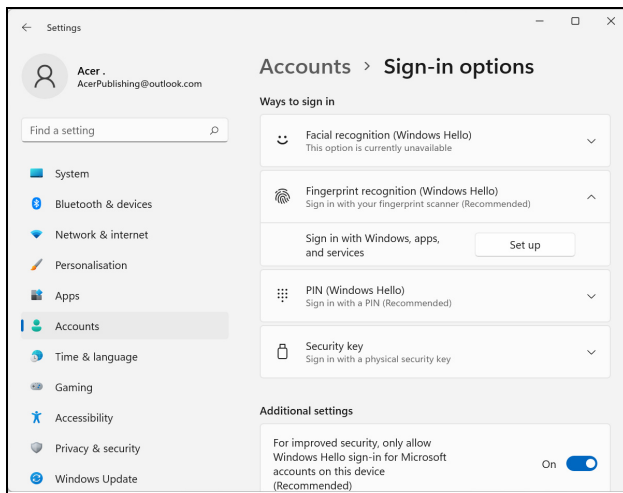 Settings
Acer .
AcerPublishing@outlook.com
Find a setting
System
Bluetooth & devices
Network & internet
Personalisation
Apps
Accounts
Time & language
Gaming
Accessibility
Privacy & security
Windows Update
Accounts > Sign-in options
Ways to sign in
Facial recognition (Windows Hello)
This option is currently unavailable
Fingerprint recognition (Windows Hello)
Sign in with your fingerprint scanner (Recommended)
Sign in with Windows, apps,
and services
Set up
PIN (Windows Hello)
Sign in with a PIN (Recommended)
Security key
Sign in with a physical security key
Additional settings
For improved security, only allow
Windows Hello sign-in for Microsoft
accounts on this device
(Recommended)
On